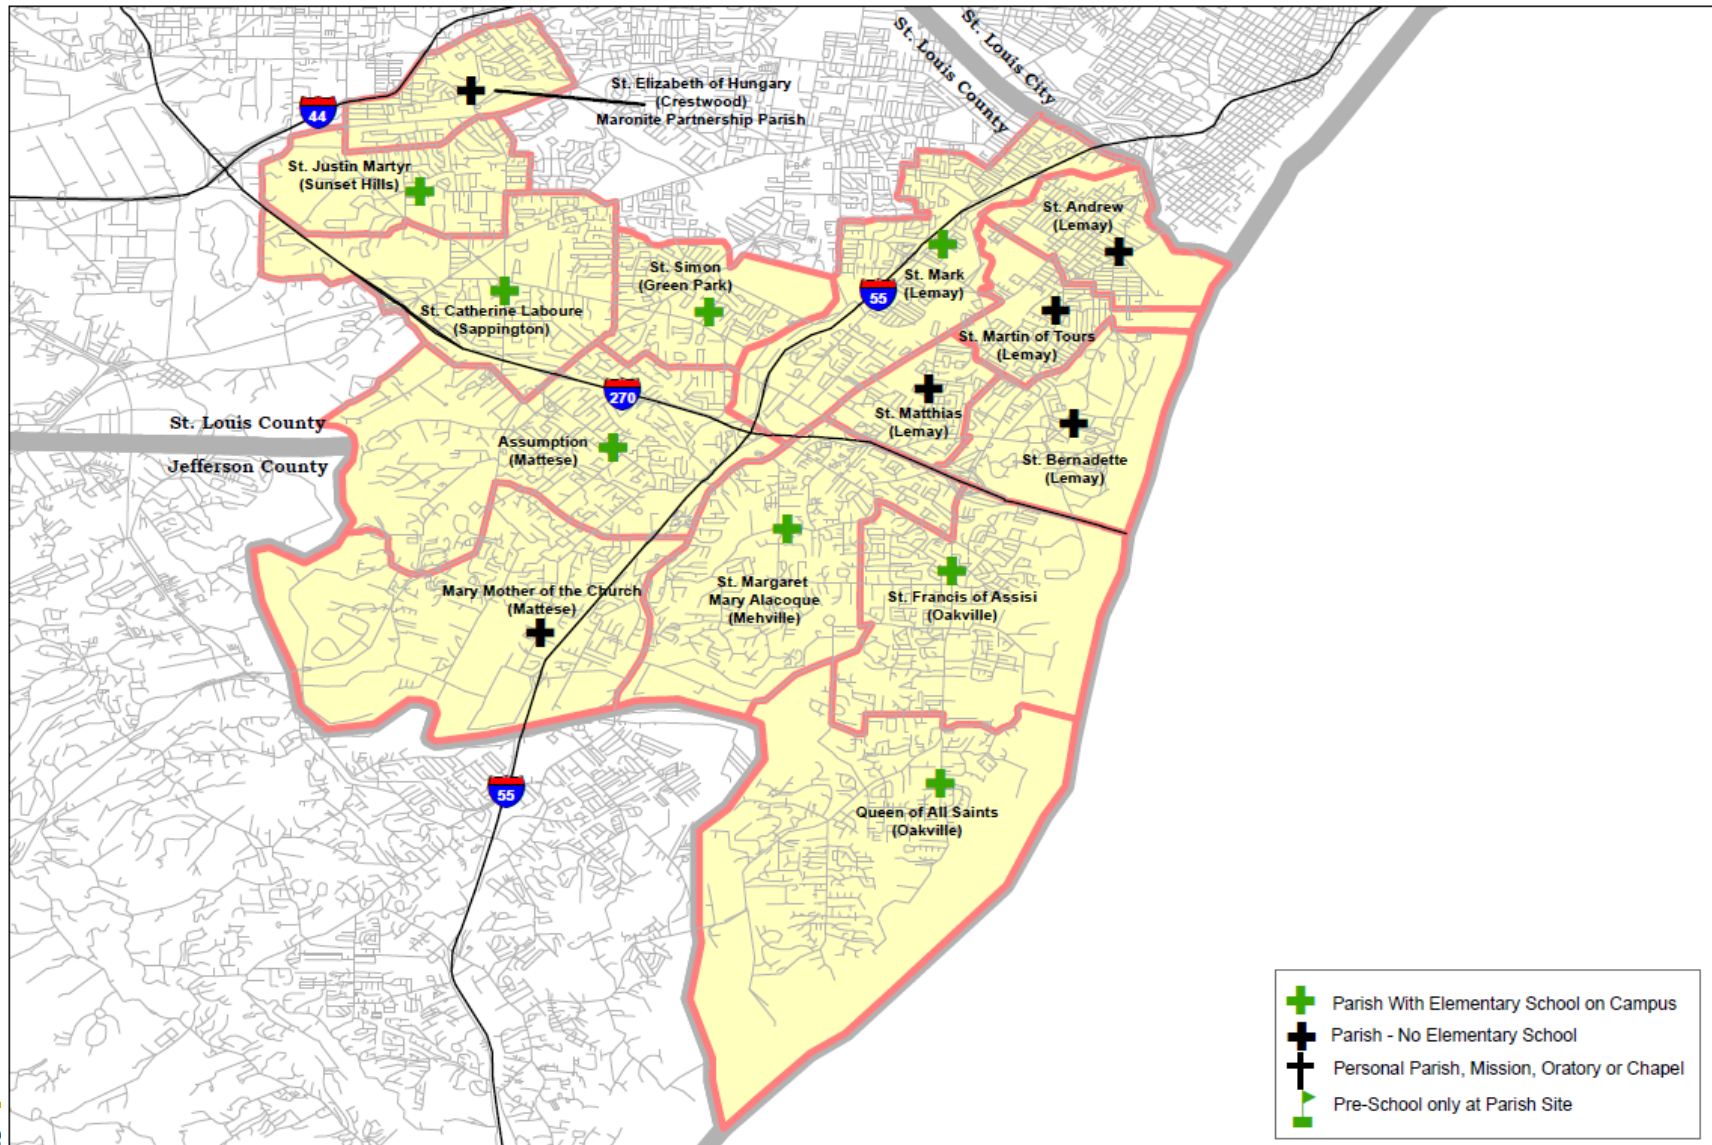 St. Louis City
St. Louis County
St. Elizabeth of Hungary
(Crestwood)
Maronite Partnership Parish
44
St. Justin Martyr
(Sunset Hills)
St. Andrew
(Lemay)
St. Simon
(Green Park)
St. Mark
(Lemay)
55
St. Catherine Laboure
(Sappington)
St. Martin of Tours
(Lemay)
270
St. Matthias
(Lemay)
St. Louis County
Jefferson County
Assumption
(Mattese)
St. Bernadette
(Lemay)
Mary Mother of the Church
(Mattese)
St. Margaret
Mary Alacoque
(Mehville)
St. Francis of Assisi
(Oakville)
55
Queen of All Saints
(Oakville)
Parish With Elementary School on Campus
Parish - No Elementary School
Personal Parish, Mission, Oratory or Chapel
Pre-School only at Parish Site